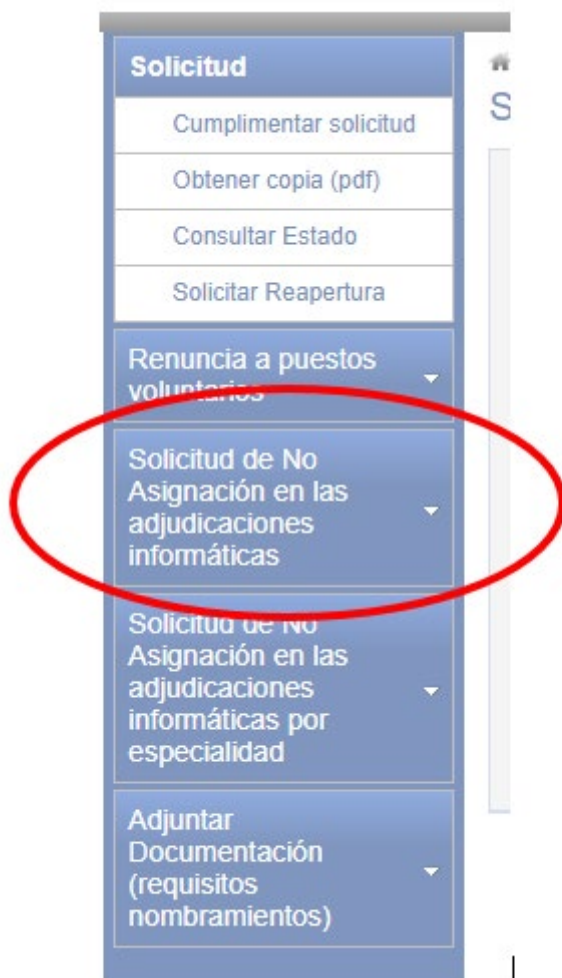 Solicitud
Cumplimentar solicitud
Obtener copia (pdf)
Consultar Estado
Solicitar Reapertura
Renuncia a puestos
voluntarios
Solicitud de No
Asignación en las
adjudicaciones
informáticas
Solicitud de No
Asignación en las
adjudicaciones
informáticas por
especialidad
Adjuntar
Documentación
(requisitos
nombramientos)
S